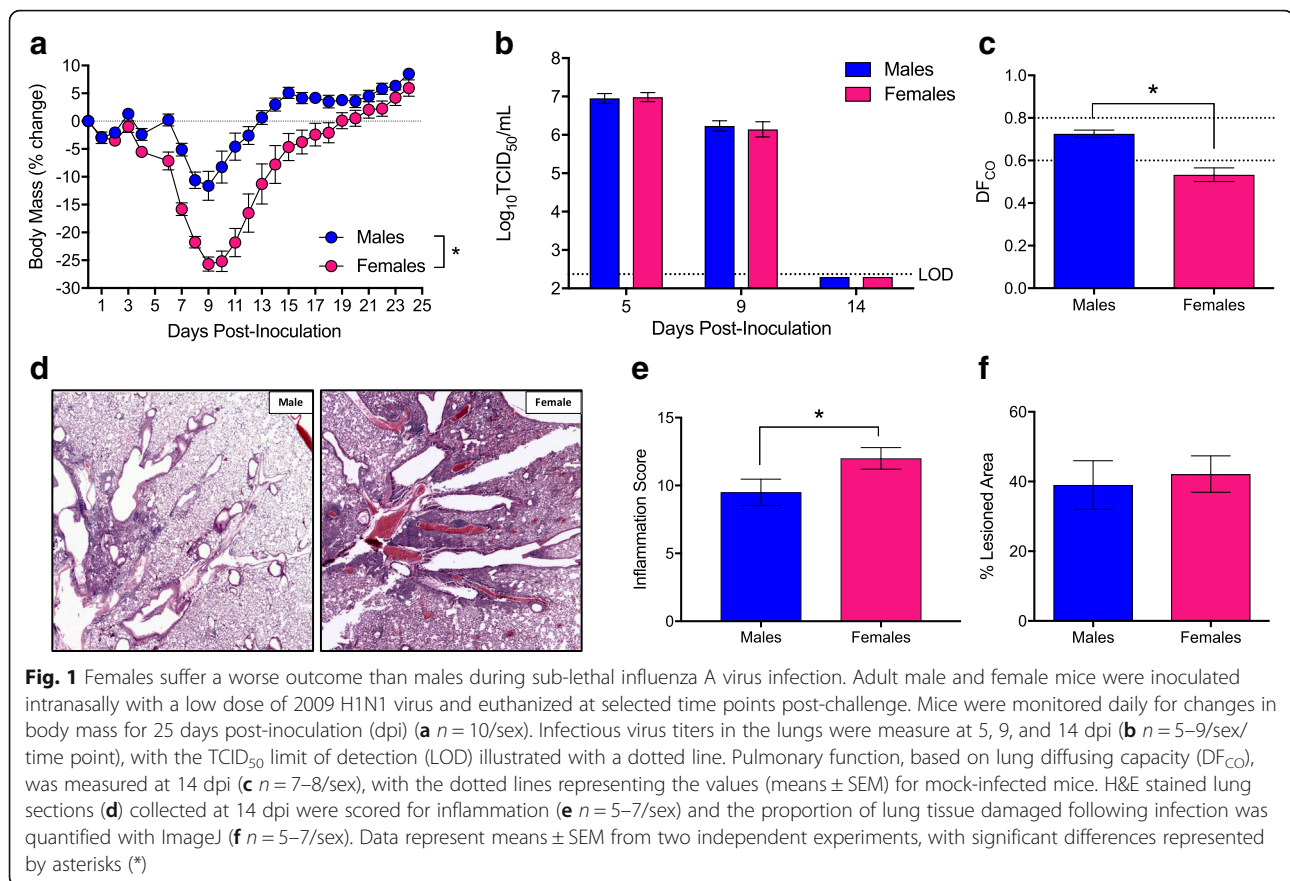 a
Body Mass (% change)
10
5
0
-5
-10
-15
-20
-25
-30
1 3 5 7 9 11 13 15 17 19 21 23 25
Days Post-Inoculation
Males
Females
*
b
Log10TCID50/mL
8
7
6
5
4
3
2
5 9 14
Days Post-Inoculation
Males
Females
LOD
c
DFCO
1.0
0.8
0.6
0.4
0.2
0.0
*
Males Females
d
Male
Female
e
Inflammation Score
15
10
5
0
*
Males Females
f
% Lesioned Area
60
40
20
0
Males Females
Fig. 1 Females suffer a worse outcome than males during sub-lethal influenza A virus infection. Adult male and female mice were inoculated
intranasally with a low dose of 2009 H1N1 virus and euthanized at selected time points post-challenge. Mice were monitored daily for changes in
body mass for 25 days post-inoculation (dpi) (a n = 10/sex). Infectious virus titers in the lungs were measure at 5, 9, and 14 dpi (b n = 5–9/sex/
time point), with the TCID50 limit of detection (LOD) illustrated with a dotted line. Pulmonary function, based on lung diffusing capacity (DFCO),
was measured at 14 dpi (c n = 7–8/sex), with the dotted lines representing the values (means ± SEM) for mock-infected mice. H&E stained lung
sections (d) collected at 14 dpi were scored for inflammation (e n = 5–7/sex) and the proportion of lung tissue damaged following infection was
quantified with ImageJ (f n = 5–7/sex). Data represent means ± SEM from two independent experiments, with significant differences represented
by asterisks (*)